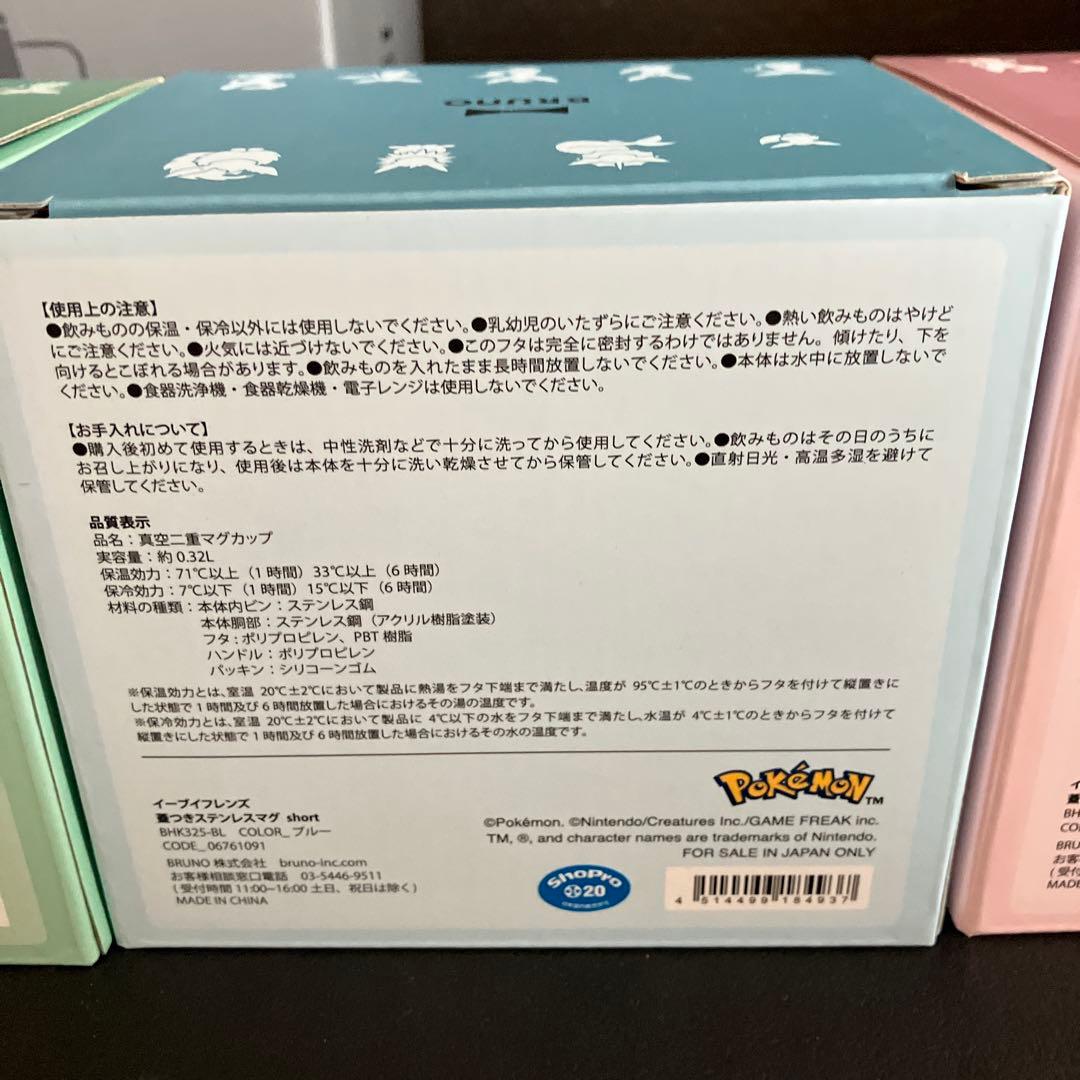 BRUNO
【使用上の注意】
●飲みものの保温・保冷以外には使用しないでください。●乳幼児のいたずらにご注意ください。●熱い飲みものはやけど
にご注意ください。●火気には近づけないでください。●このフタは完全に密封するわけではありません。傾けたり、下を
向けるとこぼれる場合があります。●飲みものを入れたまま長時間放置しないでください。●本体は水中に放置しないで
ください。●食器洗浄機・食器乾燥機・電子レンジは使用しないでください。
【お手入れについて】
●購入後初めて使用するときは、中性洗剤などで十分に洗ってから使用してください。●飲みものはその日のうちに
お召し上がりになり、使用後は本体を十分に洗い乾燥させてから保管してください。●直射日光・高温多湿を避けて
保管してください。
品質表示
品名：真空二重マグカップ
実容量：約 0.32L
保温効力：71℃以上（1 時間）33℃以上（6 時間）
保冷効力：7℃以下（1 時間）15℃以下（6 時間）
材料の種類：本体内ビン：ステンレス鋼
本体胴部：ステンレス鋼（アクリル樹脂塗装）
フタ：ポリプロピレン、PBT 樹脂
ハンドル：ポリプロピレン
パッキン：シリコーンゴム
※保温効力とは、室温 20℃±2℃において製品に熱湯をフタ下端まで満たし、温度が 95℃±1℃のときからフタを付けて縦置きに
した状態で 1 時間及び 6 時間放置した場合におけるその湯の温度です。
※保冷効力とは、室温 20℃±2℃において製品に 4℃以下の水をフタ下端まで満たし、水温が 4℃±1℃のときからフタを付けて
縦置きにした状態で 1 時間及び 6 時間放置した場合におけるその水の温度です。
POKéMON TM
イーブイフレンズ
蓋つきステンレスマグ short
BHK325-BL COLOR_ ブルー
CODE_06761091
BRUNO 株式会社 bruno-inc.com
お客様相談窓口電話 03-5446-9511
（受付時間 11:00~16:00 土日、祝日は除く）
MADE IN CHINA
©Pokémon. ©Nintendo/Creatures Inc./GAME FREAK inc.
TM, ®, and character names are trademarks of Nintendo.
FOR SALE IN JAPAN ONLY
ShoPro
20
4 514499 184937
イ
蓋
BH
CO
BRU
お客
（受付
MAD